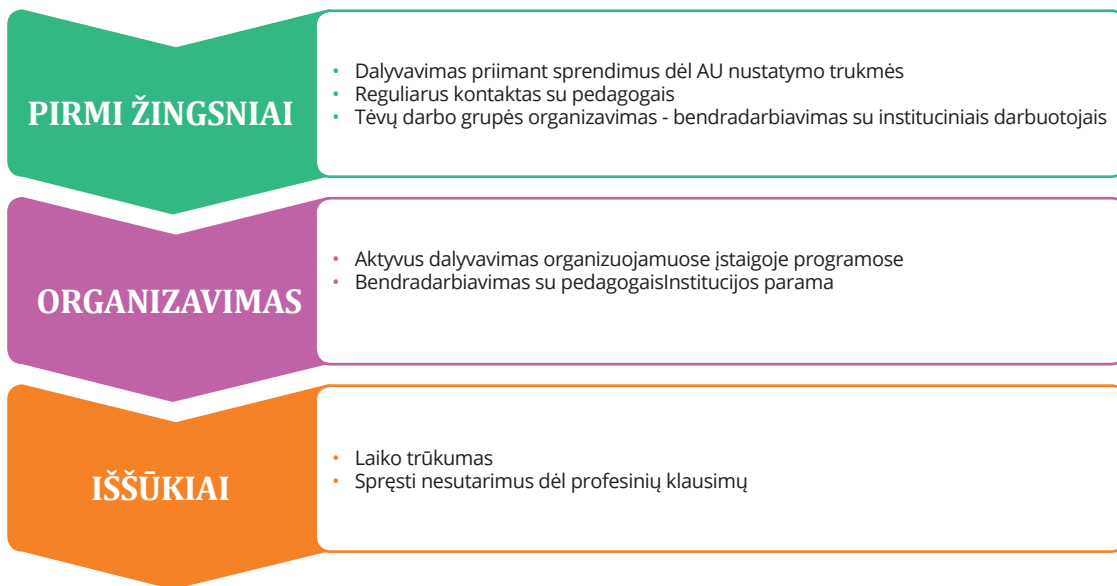 PIRMI ŽINGSNIAI
• Dalyvavimas priimant sprendimus dėl AU nustatymo trukmės
• Reguliarus kontaktas su pedagogais
• Tėvų darbo grupės organizavimas - bendradarbiavimas su instituciniais darbuotojais
ORGANIZAVIMAS
• Aktyvus dalyvavimas organizuojamuose įstaigoje programose
• Bendradarbiavimas su pedagogaisInstitucijos parama
IŠŠŪKIAI
• Laiko trūkumas
• Spręsti nesutarimus dėl profesinių klausimų